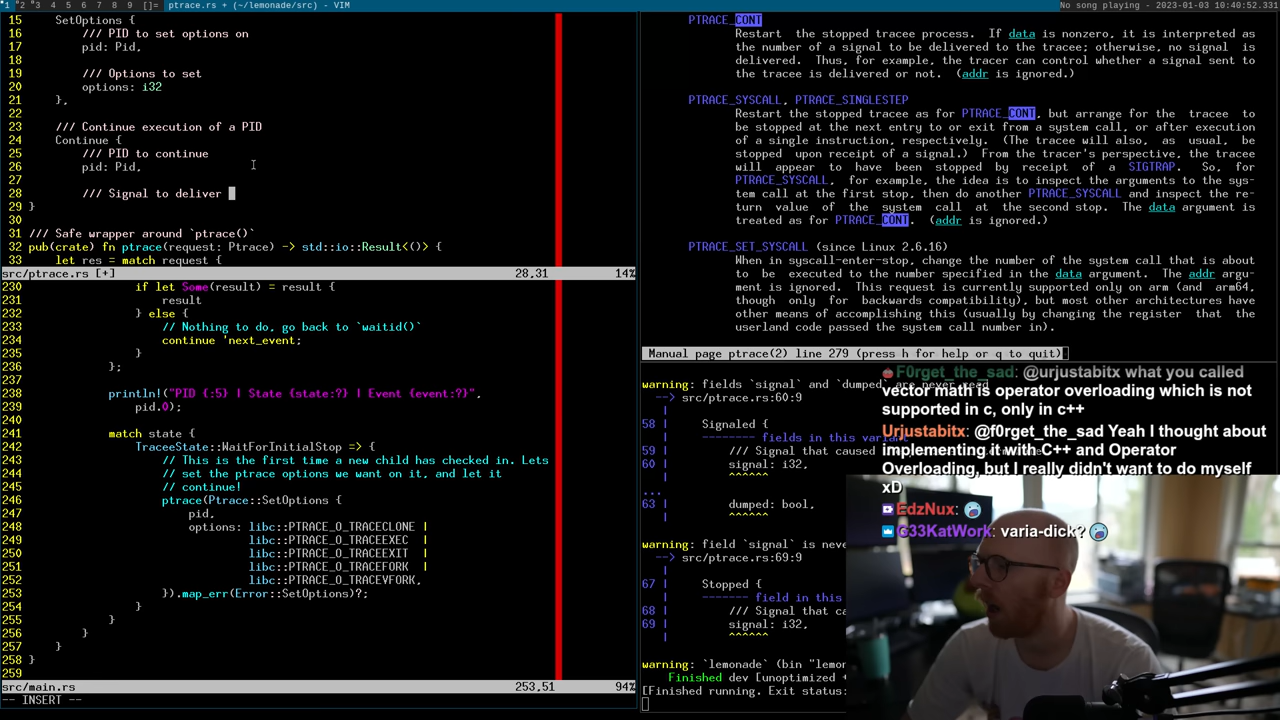 1 2 3 4 5 6 7 8 9 []= ptrace.rs + (~/lemonade/src) - VIM
No song playing - 2023-01-03 10:40:52.331
15     SetOptions {
16         /// PID to set options on
17         pid: Pid,
18
19         /// Options to set
20         options: i32
21     },
22
23     /// Continue execution of a PID
24     Continue {
25         /// PID to continue
26         pid: Pid,
27
28         /// Signal to deliver
29 }
30
31 /// Safe wrapper around `ptrace()`
32 pub(crate) fn ptrace(request: Ptrace) -> std::io::Result<()> {
33     let res = match request {
src/ptrace.rs [+] 28,31 14%
230                 if let Some(result) = result {
231                     result
232                 } else {
233                     // Nothing to do, go back to `waitid()`
234                     continue 'next_event;
235                 }
236             };
237
238             println!("PID {:5} | State {state:?} | Event {event:?}",
239                 pid.0);
240
241             match state {
242                 TraceeState::WaitForInitialStop => {
243                     // This is the first time a new child has checked in. Lets
244                     // set the ptrace options we want on it, and let it
245                     // continue!
246                     ptrace(Ptrace::SetOptions {
247                         pid,
248                         options: libc::PTRACE_O_TRACECLONE |
249                                  libc::PTRACE_O_TRACEEXEC  |
250                                  libc::PTRACE_O_TRACEEXIT  |
251                                  libc::PTRACE_O_TRACEFORK  |
252                                  libc::PTRACE_O_TRACEVFORK,
253                     }).map_err(Error::SetOptions)?;
254                 }
255             }
256         }
257     }
258 }
259
src/main.rs 253,51 94%
-- INSERT --
PTRACE_CONT
Restart the stopped tracee process. If data is nonzero, it is interpreted as
the number of a signal to be delivered to the tracee; otherwise, no signal is
delivered. Thus, for example, the tracer can control whether a signal sent to
the tracee is delivered or not. (addr is ignored.)
PTRACE_SYSCALL, PTRACE_SINGLESTEP
Restart the stopped tracee as for PTRACE_CONT, but arrange for the tracee to
be stopped at the next entry to or exit from a system call, or after execution
of a single instruction, respectively. (The tracee will also, as usual, be
stopped upon receipt of a signal.) From the tracer's perspective, the tracee
will appear to have been stopped by receipt of a SIGTRAP. So, for
PTRACE_SYSCALL, for example, the idea is to inspect the arguments to the sys-
tem call at the first stop, then do another PTRACE_SYSCALL and inspect the re-
turn value of the system call at the second stop. The data argument is
treated as for PTRACE_CONT. (addr is ignored.)
PTRACE_SET_SYSCALL (since Linux 2.6.16)
When in syscall-enter-stop, change the number of the system call that is about
to be executed to the number specified in the data argument. The addr argu-
ment is ignored. This request is currently supported only on arm (and arm64,
though only for backwards compatibility), but most other architectures have
other means of accomplishing this (usually by changing the register that the
userland code passed the system call number in).
Manual page ptrace(2) line 279 (press h for help or q to quit)
warning: fields `signal` and `dumped` are never read
--> src/ptrace.rs:60:9
|
58 |     Signaled {
|     -------- fields in this
59 |         /// Signal that caused
60 |         signal: i32,
|         ^^^^^^
...
63 |         dumped: bool,
|         ^^^^^^
warning: field `signal` is neve
--> src/ptrace.rs:69:9
|
67 |     Stopped {
|     ------- field in this
68 |         /// Signal that ca
69 |         signal: i32,
|         ^^^^^^
warning: `lemonade` (bin "lemon
Finished dev [unoptimized +
[Finished running. Exit status:
F0rget_the_sad: @urjustabitx what you called
vector math is operator overloading which is not
supported in c, only in c++
Urjustabitx: @f0rget_the_sad Yeah I thought about
implementing it with C++ and Operator
Overloading, but I really didn't want to do myself
xD
EdzNux:
G33KatWork: varia-dick?